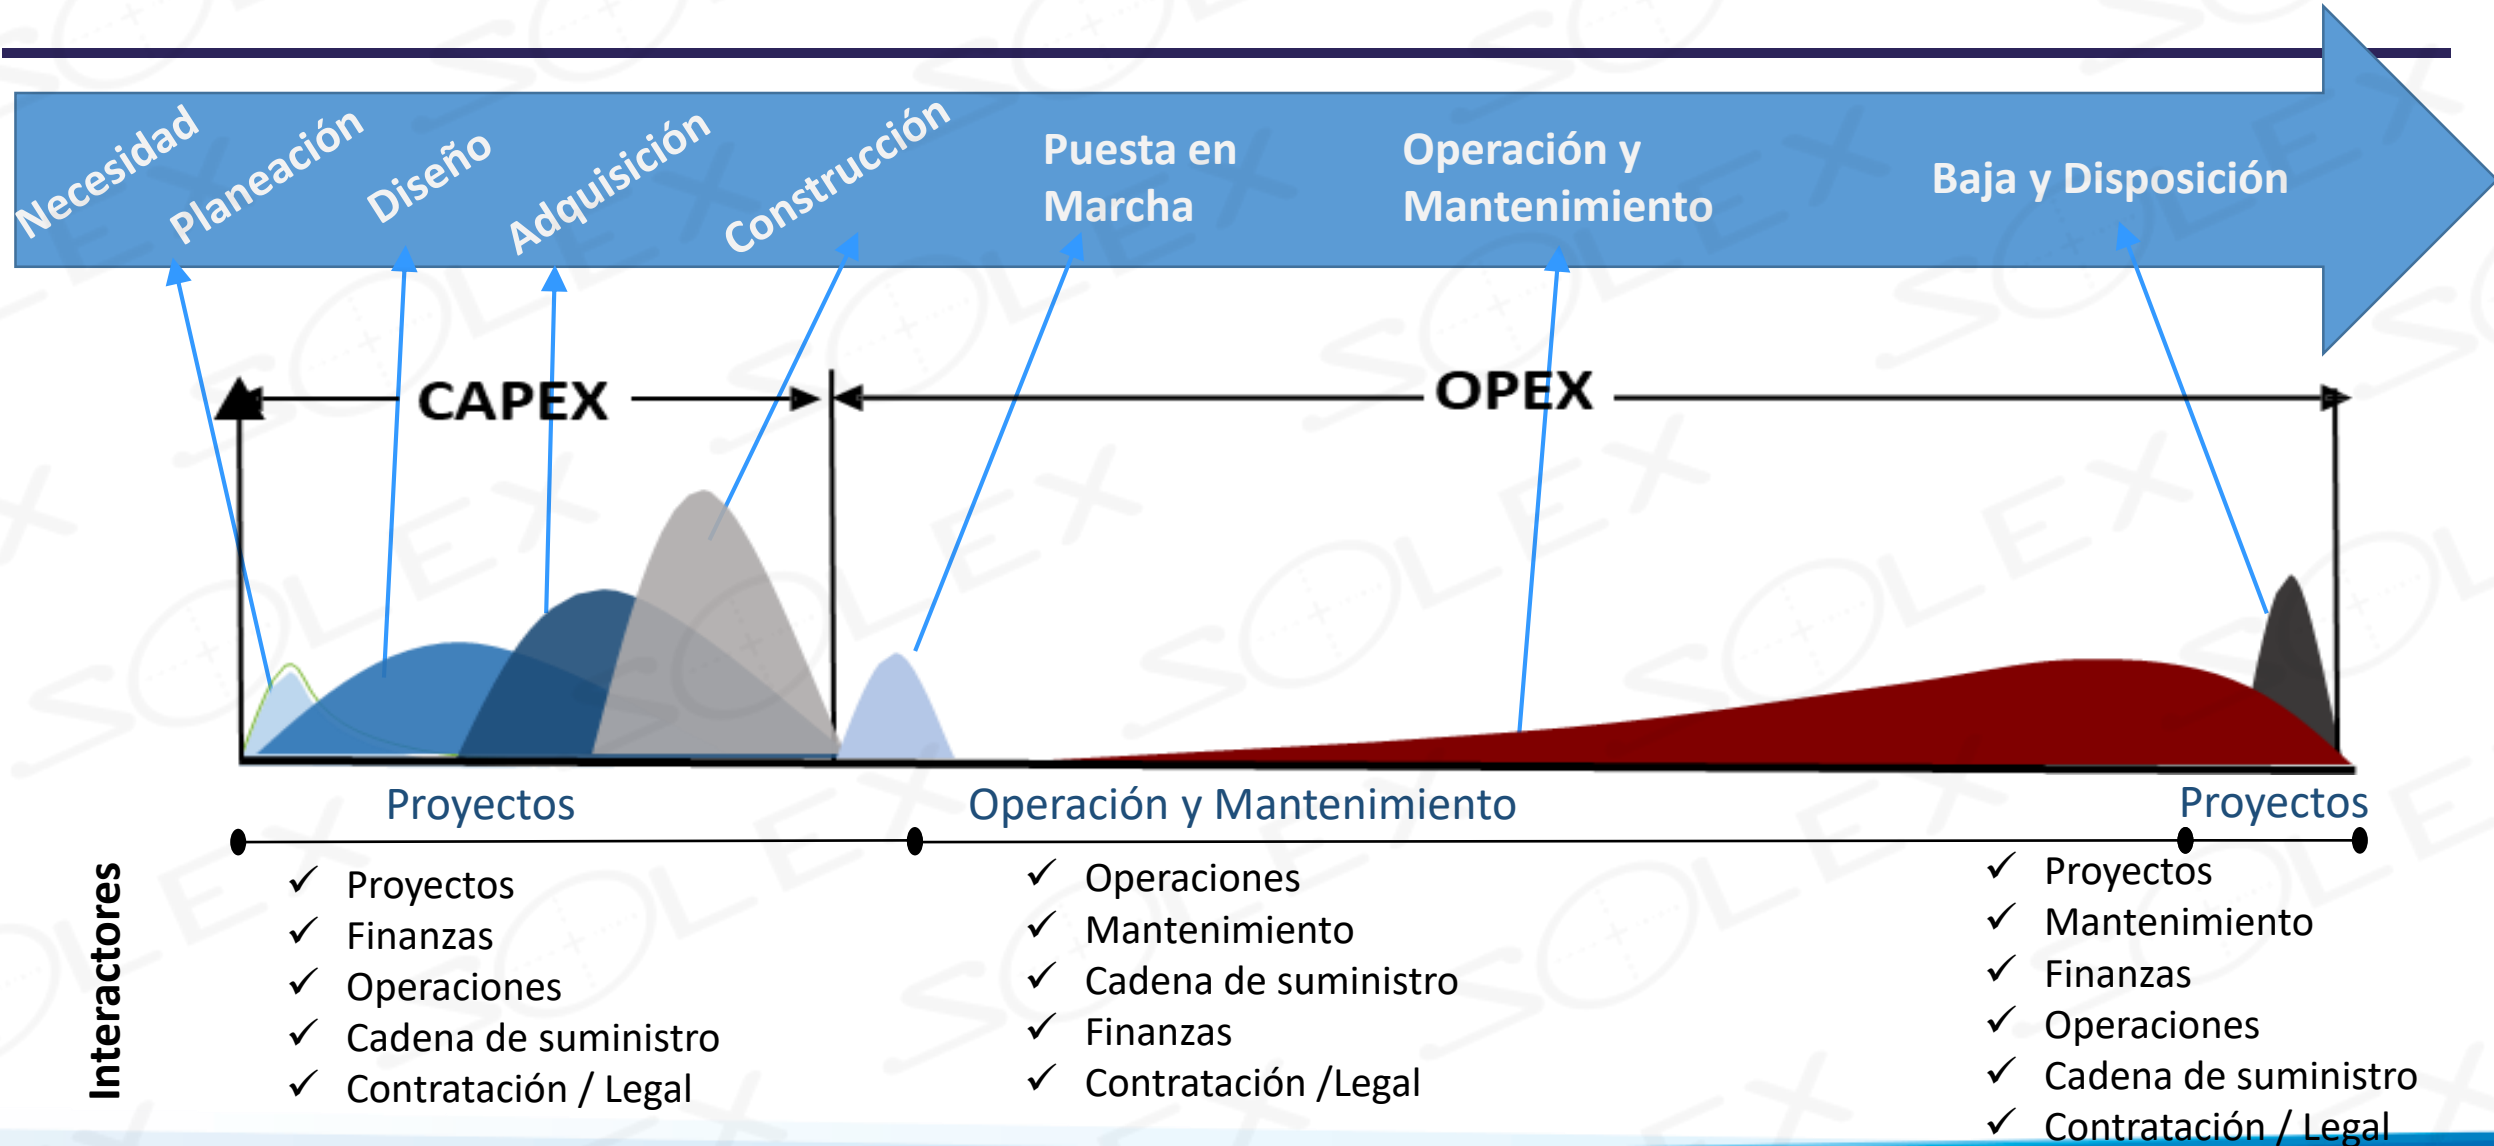 Necesidad
Planeación
Diseño
Adquisición
Construcción
Puesta en
Marcha
Operación y
Mantenimiento
Baja y Disposición
CAPEX
OPEX
Proyectos
Operación y Mantenimiento
Proyectos
Interactores
✓ Proyectos
✓ Finanzas
✓ Operaciones
✓ Cadena de suministro
✓ Contratación / Legal
✓ Operaciones
✓ Mantenimiento
✓ Cadena de suministro
✓ Finanzas
✓ Contratación /Legal
✓ Proyectos
✓ Mantenimiento
✓ Finanzas
✓ Operaciones
✓ Cadena de suministro
✓ Contratación / Legal
SOLEX